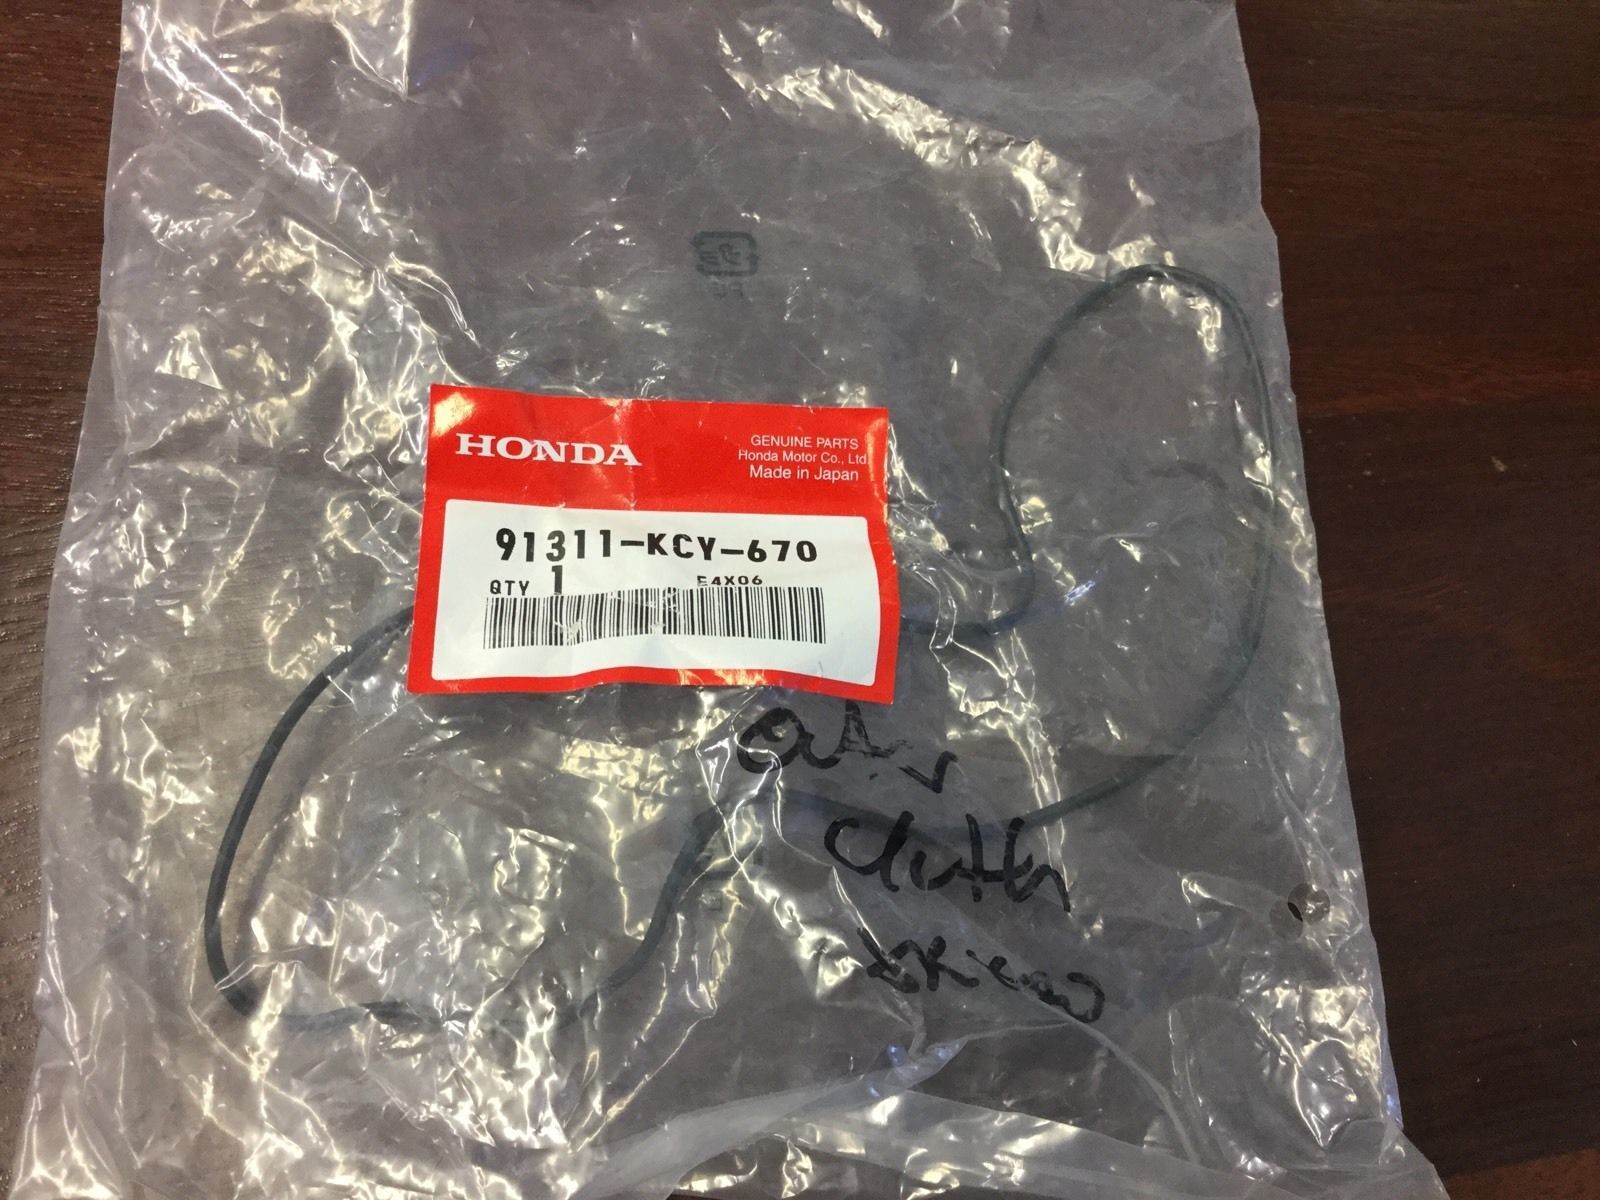 HONDA
GENUINE PARTS
Honda Motor Co., Ltd
Made in Japan
91311-KCY-670
QTY 1 E4X06
clutch